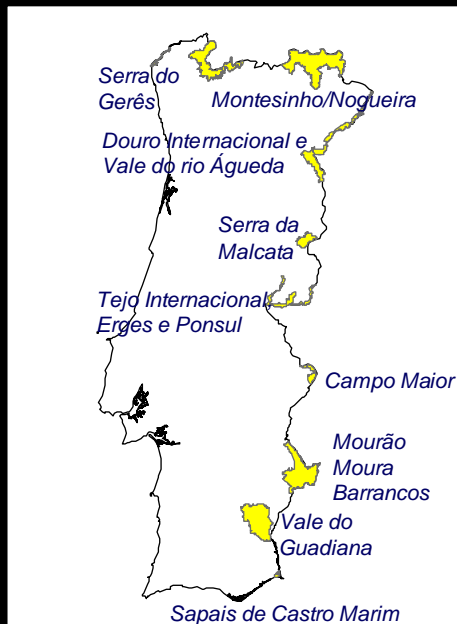 Serra do
Gerês
Montesinho/Nogueira
Douro Internacional e
Vale do rio Águeda
Serra da
Malcata
Tejo Internacional,
Erges e Ponsul
Campo Maior
Mourão
Moura
Barrancos
Vale do
Guadiana
Sapais de Castro Marim